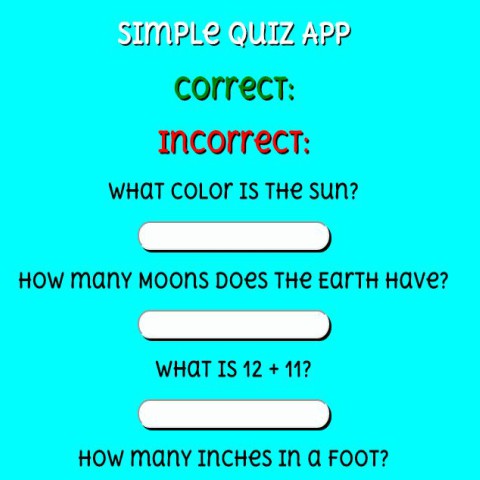 Simple Quiz App
Correct:
Incorrect:
What color is the sun?
How many moons does the Earth have?
What is 12 + 11?
How many inches in a foot?